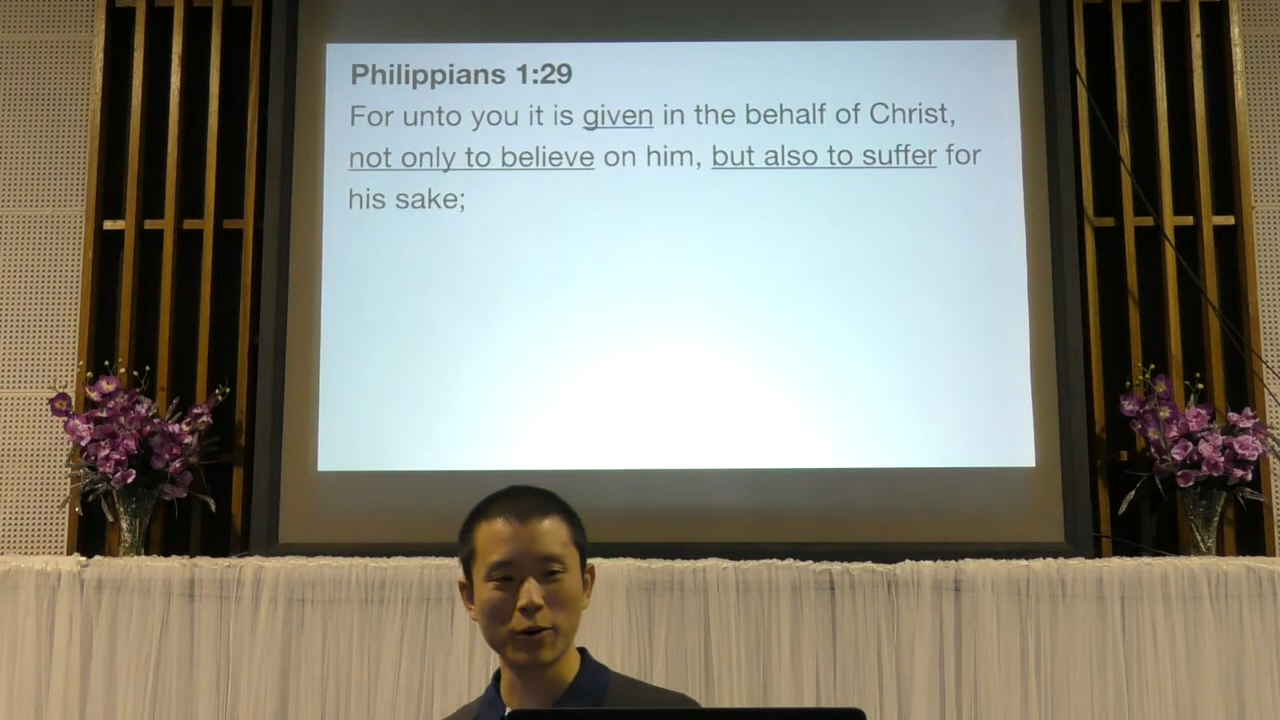 Philippians 1:29
For unto you it is given in the behalf of Christ,
not only to believe on him, but also to suffer for
his sake;